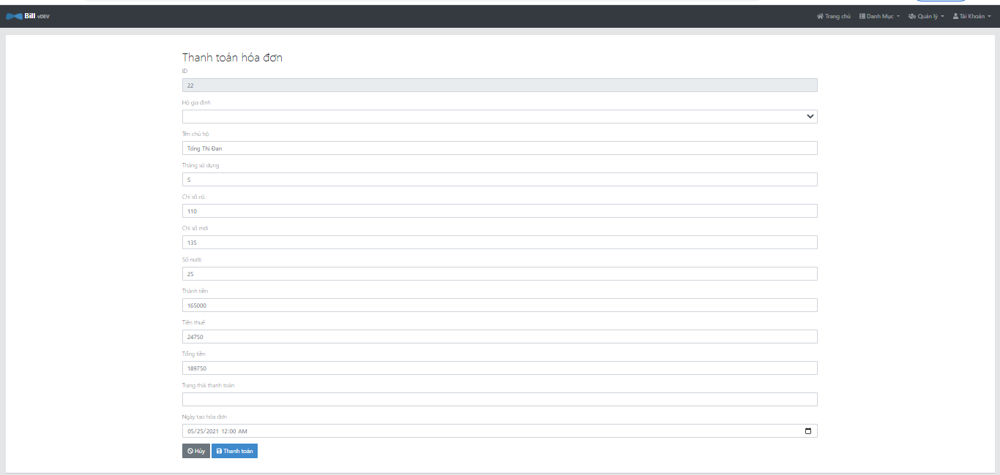 Bill vDEV
Trang chủ Danh Mục Quản lý Tài Khoản
Thanh toán hóa đơn
ID
22
Hộ gia đình
Tên chủ hộ
Tống Thị Đan
Tháng sử dụng
5
Chỉ số cũ
110
Chỉ số mới
135
Số nước
25
Thành tiền
165000
Tiền thuế
24750
Tổng tiền
189750
Trạng thái thanh toán
Ngày tạo hóa đơn
05/25/2021 12:00 AM
Hủy Thanh toán